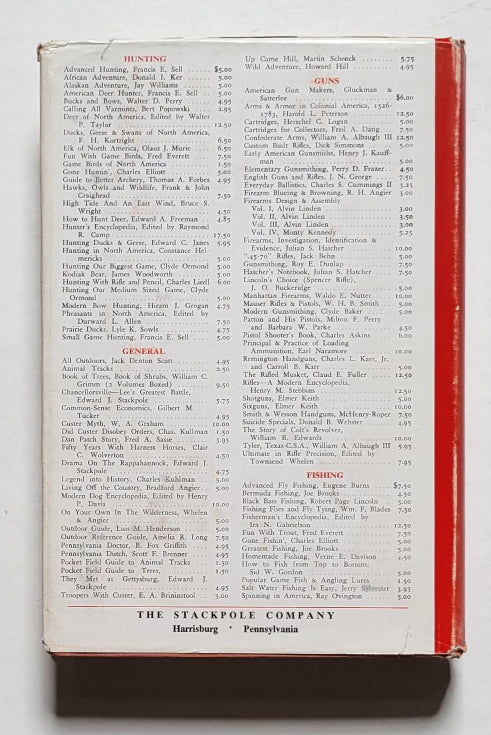 HUNTING
Advanced Hunting, Francis E. Sell ..... $5.00
African Adventure, Donald I. Ker ..... 5.00
Alaskan Adventure, Jay Williams ..... 5.00
American Deer Hunter, Francis E. Sell .. 5.00
Bucks and Bows, Walter D. Perry ..... 4.95
Calling All Varmints, Bert Popowski .. 3.95
Deer of North America, Edited by Walter
P. Taylor ..... 12.50
Ducks, Geese & Swans of North America,
F. H. Kortright ..... 6.50
Elk of North America, Olaus J. Murie .. 6.50
Fun With Game Birds, Fred Everett ... 7.50
Game Birds of North America ..... 1.50
Gone Huntin', Charles Elliott ..... 5.00
Guide to Better Archery, Thomas A. Forbes 4.95
Hawks, Owls and Wildlife, Frank & John
Craighead ..... 7.50
High Tide And An East Wind, Bruce S.
Wright ..... 4.50
How to Hunt Deer, Edward A. Freeman .. 4.85
Hunter's Encyclopedia, Edited by Raymond
R. Camp ..... 17.50
Hunting Ducks & Geese, Edward C. Janes 5.95
Hunting in North America, Constance Hel-
mericks ..... 5.00
Hunting Our Biggest Game, Clyde Ormond 5.00
Kodiak Bear, James Woodworth ..... 5.00
Hunting With Rifle and Pencil, Charles Liedl 6.00
Hunting Our Medium Sized Game, Clyde
Ormond ..... 5.00
Modern Bow Hunting, Hiram J. Grogan 4.75
Pheasants in North America, Edited by
Durward L. Allen ..... 7.50
Prairie Ducks, Lyle K. Sowls ..... 4.75
Small Game Hunting, Francis E. Sell ... 5.00
GENERAL
All Outdoors, Jack Denton Scott ..... 4.95
Animal Tracks ..... 2.50
Book of Trees, Book of Shrubs, William C.
Grimm (2 Volumes Boxed) ..... 9.50
Chancellorsville—Lee's Greatest Battle,
Edward J. Stackpole ..... 5.75
Common-Sense Economics, Gilbert M.
Tucker ..... 4.95
Custer Myth, W. A. Graham ..... 10.00
Did Custer Disobey Orders, Chas. Kullman 1.50
Dan Patch Story, Fred A. Sasse ..... 3.95
Fifty Years With Harness Horses, Clair
C. Wolverton ..... 4.50
Drama On The Rappahannock, Edward J.
Stackpole ..... 4.75
Legend into History, Charles Kuhlman 5.00
Living Off the Country, Bradford Angier .. 5.00
Modern Dog Encyclopedia, Edited by Henry
P. Davis ..... 10.00
On Your Own In The Wilderness, Whelen
& Angier ..... 5.00
Outdoor Guide, Luis M. Henderson ... 5.00
Outdoor Reference Guide, Amelia R. Long 7.50
Pennsylvania Doctor, B. Fox Griffith ... 4.95
Pennsylvania Dutch, Scott F. Brenner .. 4.95
Pocket Field Guide to Animal Tracks .. 1.50
Pocket Field Guide to Trees ..... 1.50
They Met at Gettysburg, Edward J.
Stackpole ..... 4.95
Troopers With Custer, E. A. Brininstool .. 5.00
Up Came Hill, Martin Schenck ..... 5.75
Wild Adventure, Howard Hill ..... 4.95
GUNS
American Gun Makers, Gluckman &
Satterlee ..... $6.00
Arms & Armor in Colonial America, 1526-
1783, Harold L. Peterson ..... 12.50
Cartridges, Herschel C. Logan ..... 5.00
Cartridges for Collectors, Fred A. Datig 7.50
Confederate Arms, William A. Albaugh III 12.50
Custom Built Rifles, Dick Simmons ... 5.00
Early American Gunsmiths, Henry J. Kauff-
man ..... 5.00
Elementary Gunsmithing, Perry D. Frazer .. 4.50
English Guns and Rifles, J. N. George .. 7.50
Everyday Ballistics, Charles S. Cummings II 3.25
Firearm Blueing & Browning, R. H. Angier 3.00
Firearms Design & Assembly
Vol. I, Alvin Linden ..... 3.00
Vol. II, Alvin Linden ..... 3.50
Vol. III, Alvin Linden ..... 3.00
Vol. IV, Monty Kennedy ..... 5.25
Firearms, Investigation, Identification &
Evidence, Julian S. Hatcher ..... 10.00
"45-70" Rifles, Jack Behn ..... 5.00
Gunsmithing, Roy E. Dunlap ..... 7.50
Hatcher's Notebook, Julian S. Hatcher .. 7.50
Lincoln's Choice (Spencer Rifle),
J. O. Buckeridge ..... 5.00
Manhattan Firearms, Waldo E. Nutter ... 10.00
Mauser Rifles & Pistols, W. H. B. Smith .. 5.00
Modern Gunsmithing, Clyde Baker ..... 5.00
Patton and His Pistols, Milton F. Perry
and Barbara W. Parke ..... 4.50
Pistol Shooter's Book, Charles Askins .. 6.00
Principal & Practice of Loading
Ammunition, Earl Naramore ..... 10.00
Remington Handguns, Charles L. Karr, Jr.
and Carroll R. Karr ..... 5.00
The Rifled Musket, Claud E. Fuller ... 12.50
Rifles—A Modern Encyclopedia,
Henry M. Stebbins ..... 12.50
Shotguns, Elmer Keith ..... 5.00
Sixguns, Elmer Keith ..... 10.00
Smith & Wesson Handguns, McHenry-Roper 7.50
Suicide Specials, Donald B. Webster .. 4.95
The Story of Colt's Revolver,
William B. Edwards ..... 10.00
Tyler, Texas-C.S.A., William A. Albaugh III 5.95
Ultimate in Rifle Precision, Edited by
Townsend Whelen ..... 7.95
FISHING
Advanced Fly Fishing, Eugene Burns ... $7.50
Bermuda Fishing, Joe Brooks ..... 4.50
Black Bass Fishing, Robert Page Lincoln 5.00
Fishing Flies and Fly Tying, Wm. F. Blades 7.50
Fisherman's Encyclopedia, Edited by
Ira N. Gabrielson ..... 12.50
Fun With Trout, Fred Everett ..... 7.50
Gone Fishin', Charles Elliott ..... 5.00
Greatest Fishing, Joe Brooks ..... 5.00
Homemade Fishing, Verne E. Davison .. 4.50
How to Fish from Top to Bottom,
Sid W. Gordon ..... 5.00
Popular Game Fish & Angling Lures ... 1.50
Salt Water Fishing Is Easy, Jerry Sylvester 3.95
Spinning in America, Ray Ovington ... 5.00
THE STACKPOLE COMPANY
Harrisburg · Pennsylvania